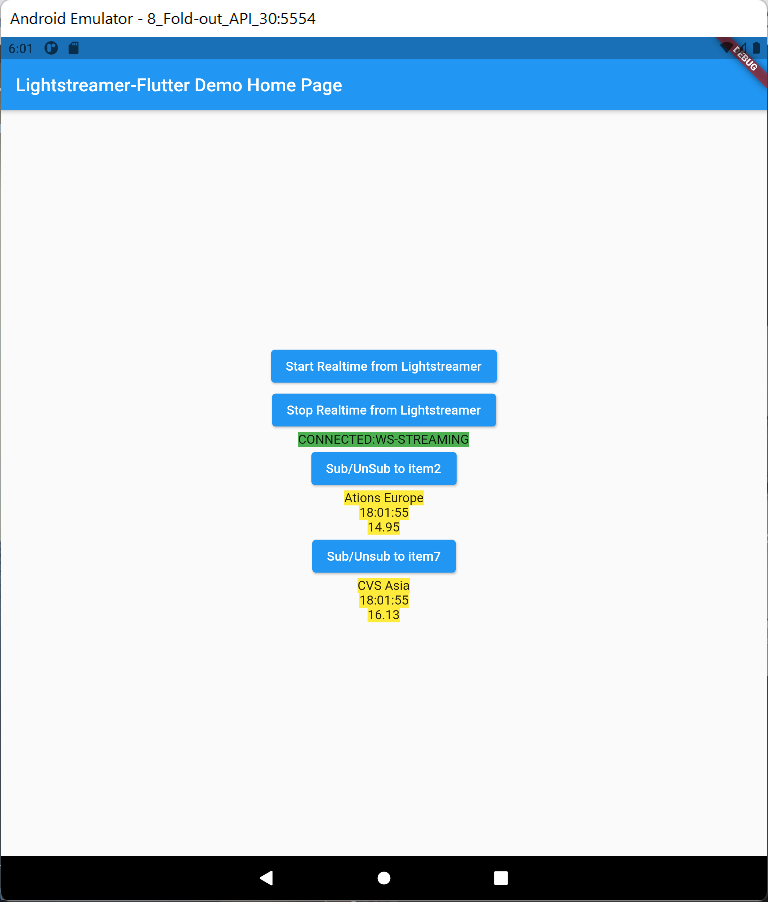 Android Emulator - 8_Fold-out_API_30:5554
6:01
DEBUG
Lightstreamer-Flutter Demo Home Page
Start Realtime from Lightstreamer
Stop Realtime from Lightstreamer
CONNECTED:WS-STREAMING
Sub/UnSub to item2
Ations Europe
18:01:55
14.95
Sub/Unsub to item7
CVS Asia
18:01:55
16.13